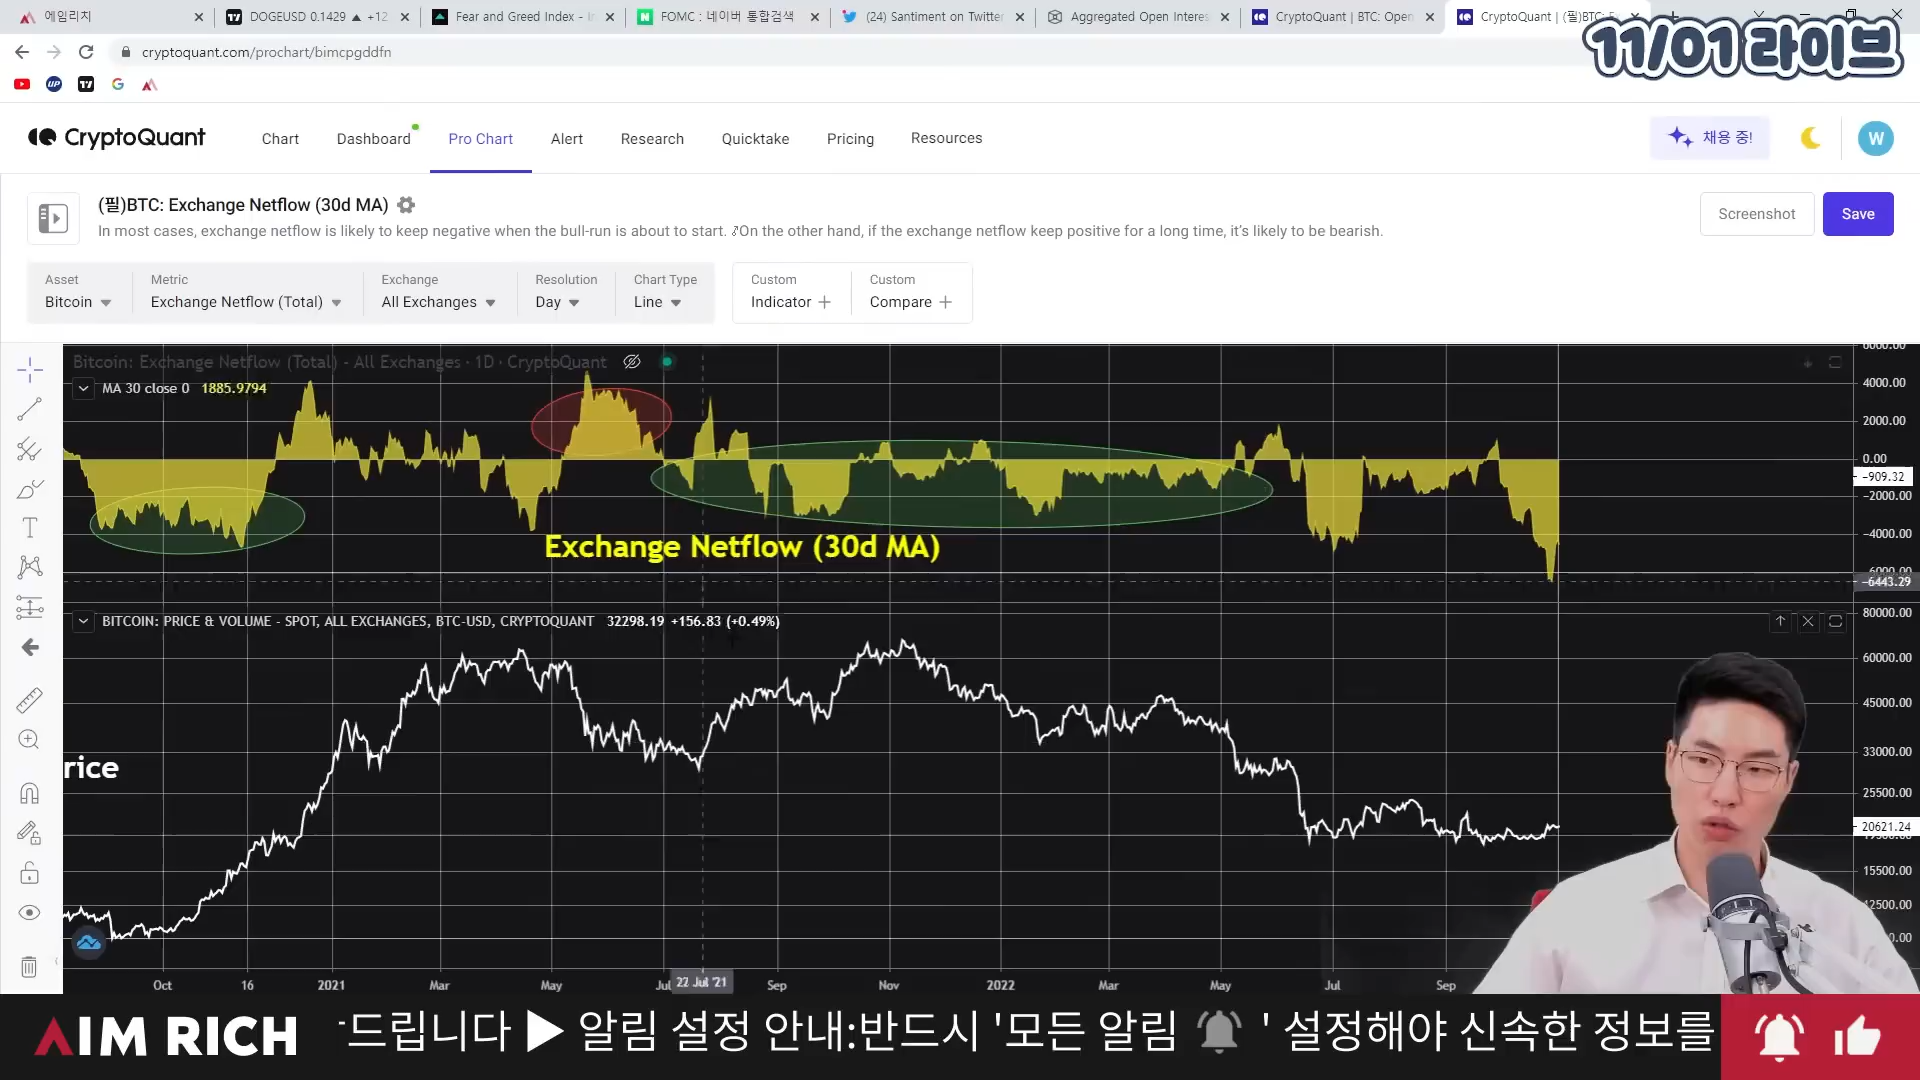 에임리치
DOGEUSD 0.1429 ▲ +12
Fear and Greed Index - I
FOMC : 네이버 통합검색
(24) Santiment on Twitter
Aggregated Open Interes
CryptoQuant | BTC: Open
CryptoQuant | (필)BTC: E
11/01 라이브
cryptoquant.com/prochart/bimcpgddfn
CryptoQuant
Chart
Dashboard
Pro Chart
Alert
Research
Quicktake
Pricing
Resources
채용 중!
W
(필)BTC: Exchange Netflow (30d MA)
In most cases, exchange netflow is likely to keep negative when the bull-run is about to start. On the other hand, if the exchange netflow keep positive for a long time, it's likely to be bearish.
Screenshot
Save
Asset
Metric
Exchange
Resolution
Chart Type
Custom
Custom
Bitcoin
Exchange Netflow (Total)
All Exchanges
Day
Line
Indicator +
Compare +
Bitcoin: Exchange Netflow (Total) - All Exchanges · 1D · CryptoQuant
MA 30 close 0 1885.9794
6000.00
4000.00
2000.00
0.00
-909.32
-2000.00
-4000.00
-6443.29
Exchange Netflow (30d MA)
BITCOIN: PRICE & VOLUME - SPOT, ALL EXCHANGES, BTC-USD, CRYPTOQUANT 32298.19 +156.83 (+0.49%)
80000.00
60000.00
45000.00
33000.00
25500.00
20621.24
15500.00
12500.00
rice
Oct
16
2021
Mar
May
Jul
22 Jul '21
Sep
Nov
2022
Mar
May
Jul
Sep
AIM RICH
드립니다 ▶ 알림 설정 안내:반드시 '모든 알림 🔔 ' 설정해야 신속한 정보를